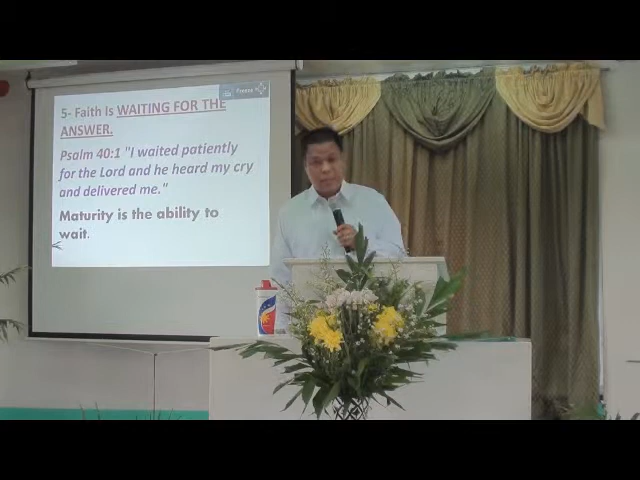 5- Faith Is WAITING FOR THE
ANSWER.
Psalm 40:1 "I waited patiently
for the Lord and he heard my cry
and delivered me."
Maturity is the ability to
wait.